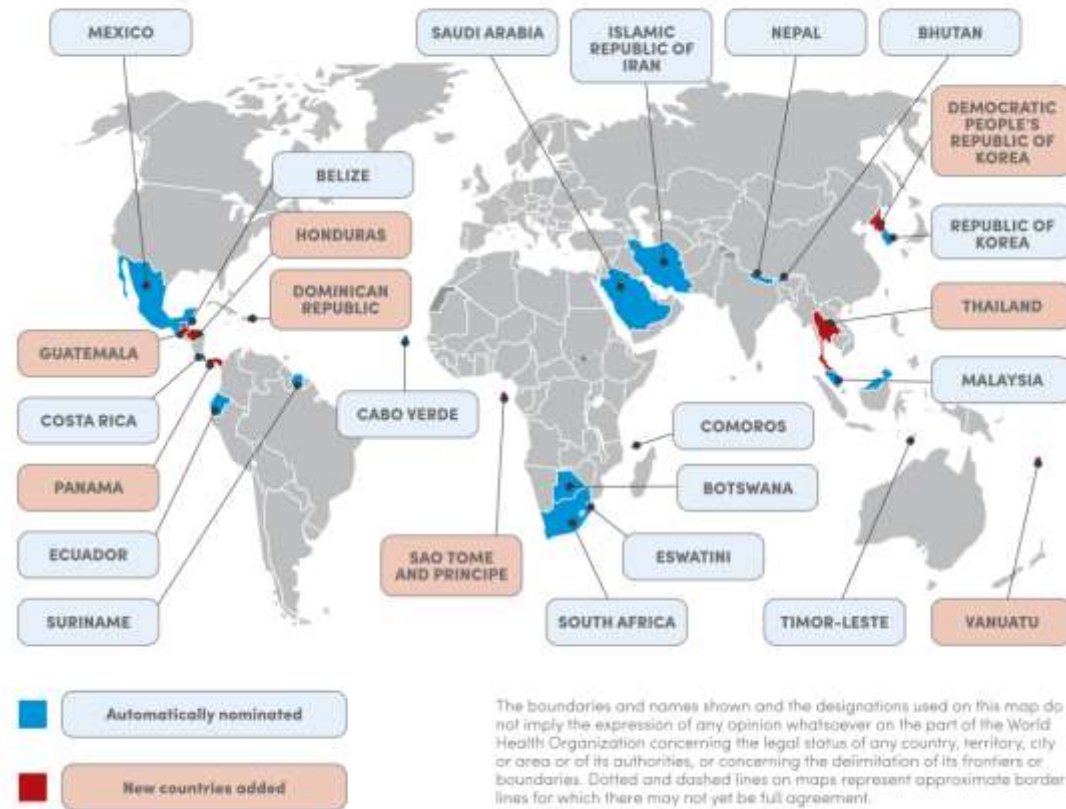 MEXICO
SAUDI ARABIA
ISLAMIC
REPUBLIC OF
IRAN
NEPAL
BHUTAN
DEMOCRATIC
PEOPLE'S
REPUBLIC OF
KOREA
BELIZE
HONDURAS
REPUBLIC OF
KOREA
DOMINICAN
REPUBLIC
THAILAND
GUATEMALA
MALAYSIA
COSTA RICA
CABO VERDE
COMOROS
PANAMA
BOTSWANA
ECUADOR
SAO TOME
AND PRINCIPE
ESWATINI
SURINAME
SOUTH AFRICA
TIMOR-LESTE
VANUATU
Automatically nominated
New countries added
The boundaries and names shown and the designations used on this map do
not imply the expression of any opinion whatsoever on the part of the World
Health Organization concerning the legal status of any country, territory, city
or area or of its authorities, or concerning the delimitation of its frontiers or
boundaries. Dotted and dashed lines on maps represent approximate border
lines for which there may not yet be full agreement.